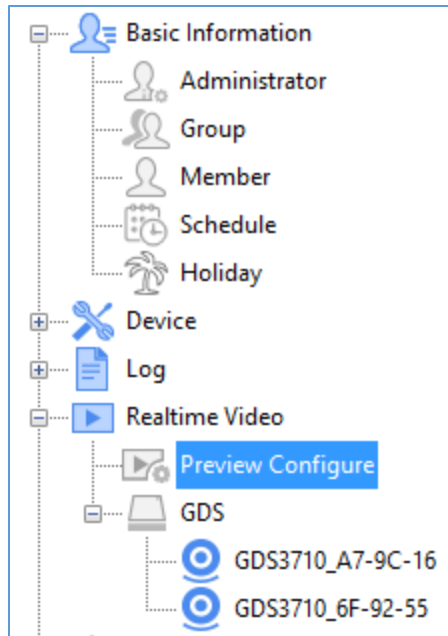 Basic Information
Administrator
Group
Member
Schedule
Holiday
Device
Log
Realtime Video
Preview Configure
GDS
GDS3710_A7-9C-16
GDS3710_6F-92-55